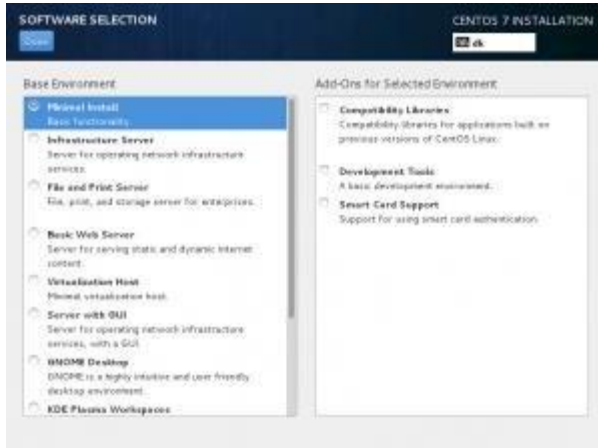 SOFTWARE SELECTION
CENTOS 7 INSTALLATION
Done
dk
Base Environment
Add-Ons for Selected Environment
Minimal Install
Basic functionality.
Infrastructure Server
Server for operating network infrastructure
services.
File and Print Server
File, print, and storage server for enterprises.
Basic Web Server
Server for serving static and dynamic internet
content.
Virtualization Host
Minimal virtualization host.
Server with GUI
Server for operating network infrastructure
services, with a GUI.
GNOME Desktop
GNOME is a highly intuitive and user friendly
desktop environment.
KDE Plasma Workspaces
Compatibility Libraries
Compatibility libraries for applications built on
previous versions of CentOS Linux.
Development Tools
A basic development environment.
Smart Card Support
Support for using smart card authentication.